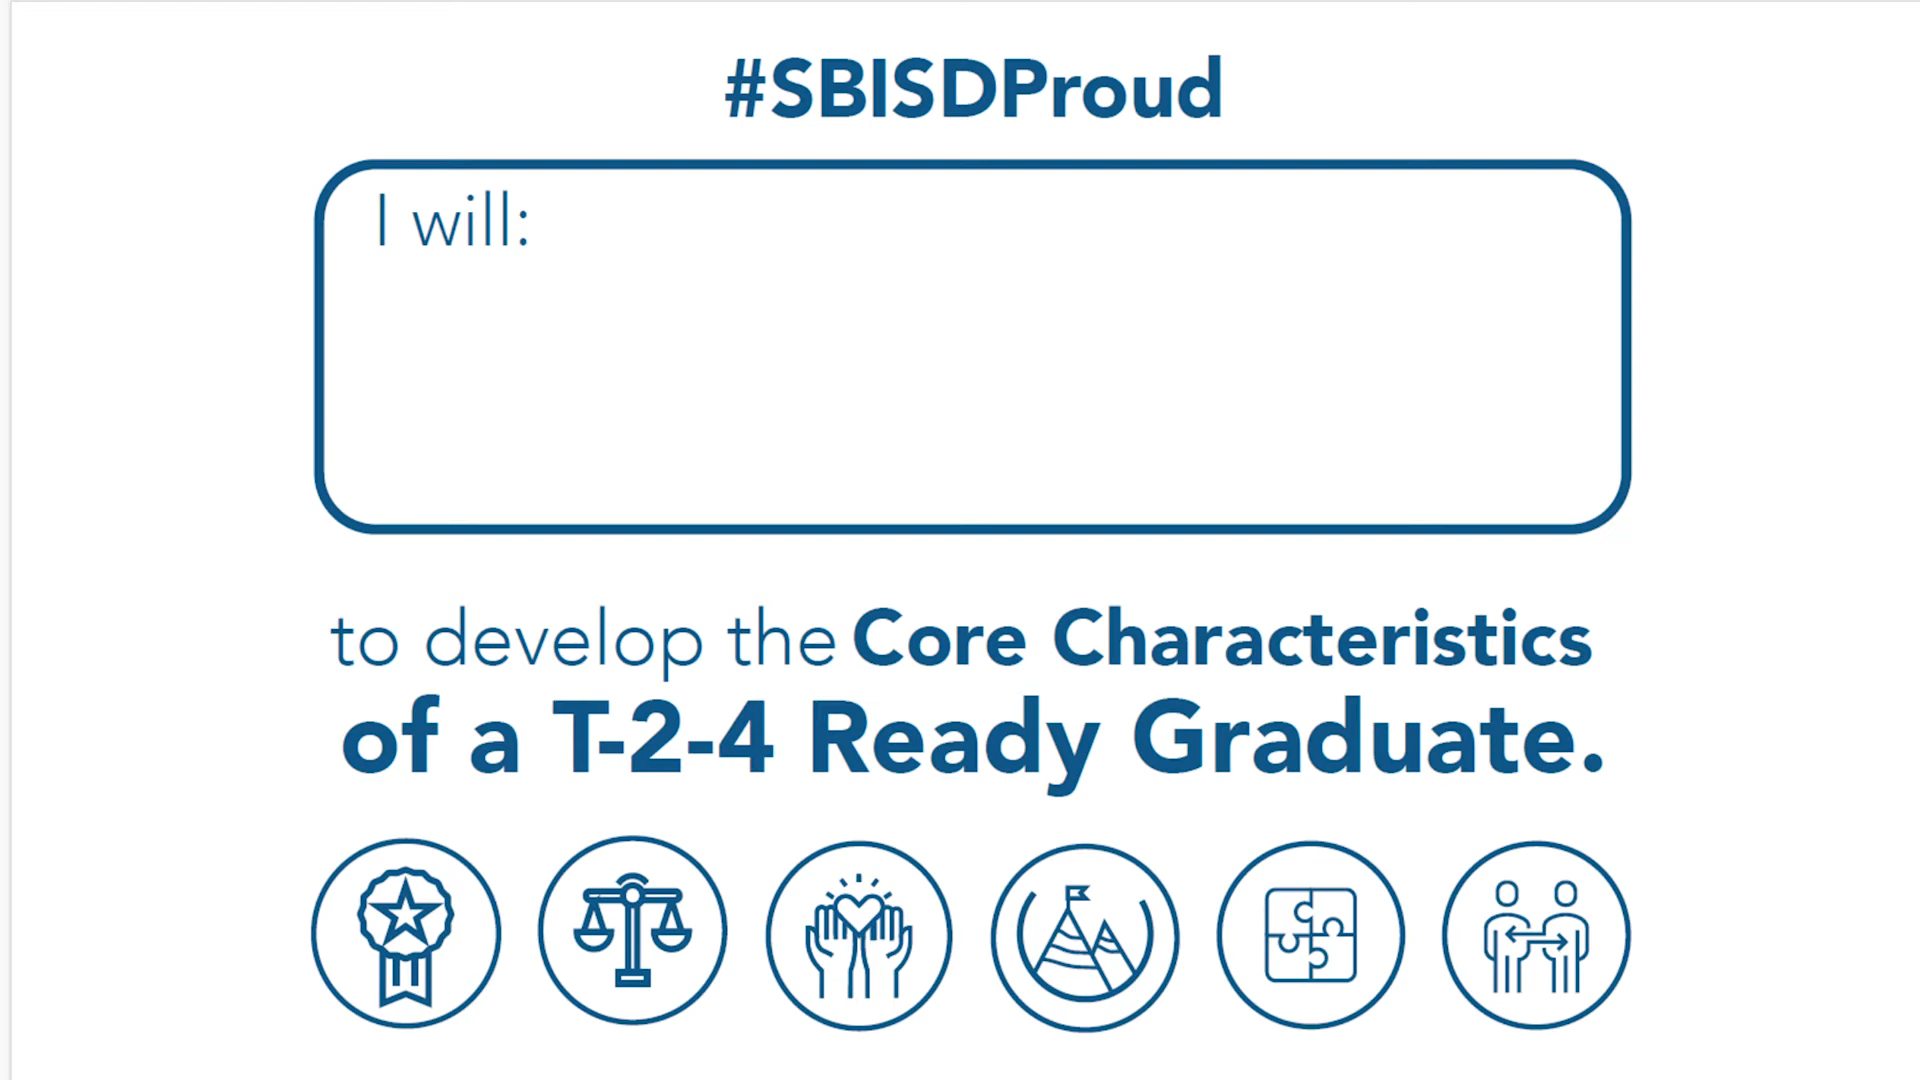 #SBISDProud
I will:
to develop the Core Characteristics
of a T-2-4 Ready Graduate.